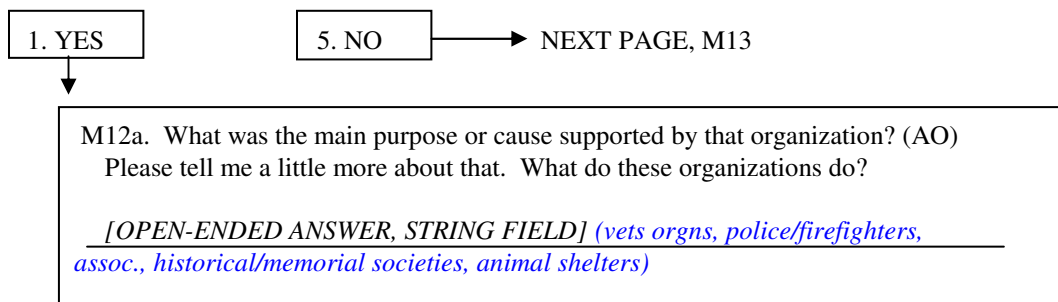 1. YES 5. NO NEXT PAGE, M13
M12a. What was the main purpose or cause supported by that organization? (AO)
Please tell me a little more about that. What do these organizations do?
[OPEN-ENDED ANSWER, STRING FIELD] (vets orgns, police/firefighters,
assoc., historical/memorial societies, animal shelters)